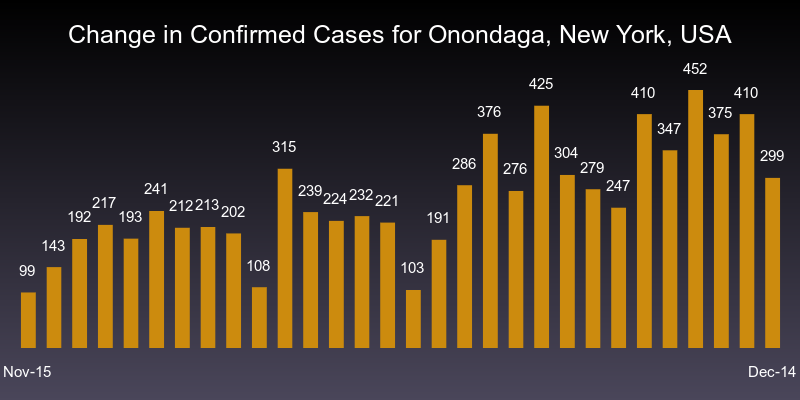 Change in Confirmed Cases for Onondaga, New York, USA
99 143 192 217 193 241 212 213 202 108 315 239 224 232 221 103 191 286 376 276 425 304 279 247 410 347 452 375 410 299
Nov-15 Dec-14